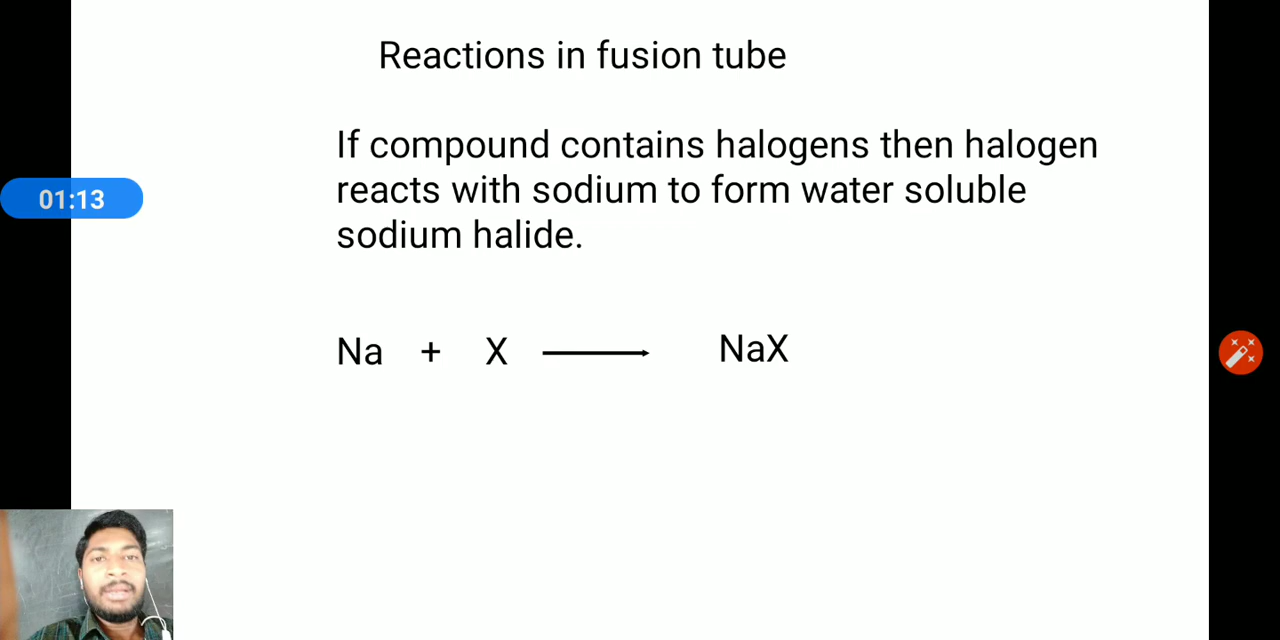 Reactions in fusion tube
If compound contains halogens then halogen
reacts with sodium to form water soluble
sodium halide.
01:13
Na + X NaX